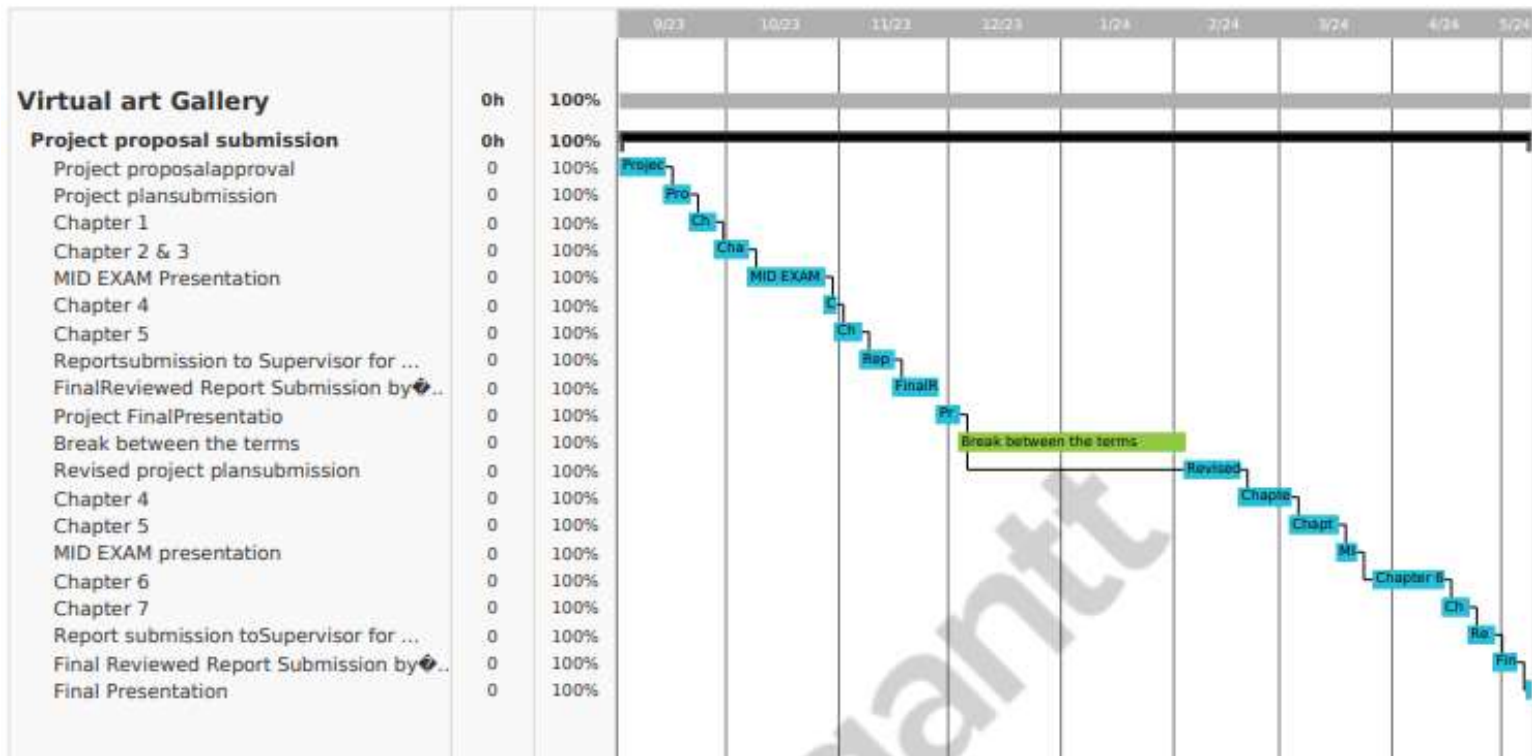 9/23 10/23 11/23 12/23 1/24 2/24 3/24 4/24 5/24
Virtual art Gallery 0h 100%
Project proposal submission 0h 100%
Project proposalapproval 0 100% Projec
Project plansubmission 0 100% Pro
Chapter 1 0 100% Ch
Chapter 2 & 3 0 100% Cha
MID EXAM Presentation 0 100% MID EXAM
Chapter 4 0 100% C
Chapter 5 0 100% Ch
Reportsubmission to Supervisor for ... 0 100% Rep
FinalReviewed Report Submission by�.. 0 100% FinalR
Project FinalPresentatio 0 100% Pr
Break between the terms 0 100% Break between the terms
Revised project plansubmission 0 100% Revised
Chapter 4 0 100% Chapte
Chapter 5 0 100% Chapt
MID EXAM presentation 0 100% MI
Chapter 6 0 100% Chapter 6
Chapter 7 0 100% Ch
Report submission toSupervisor for ... 0 100% Re
Final Reviewed Report Submission by�.. 0 100% Fin
Final Presentation 0 100%
gantt